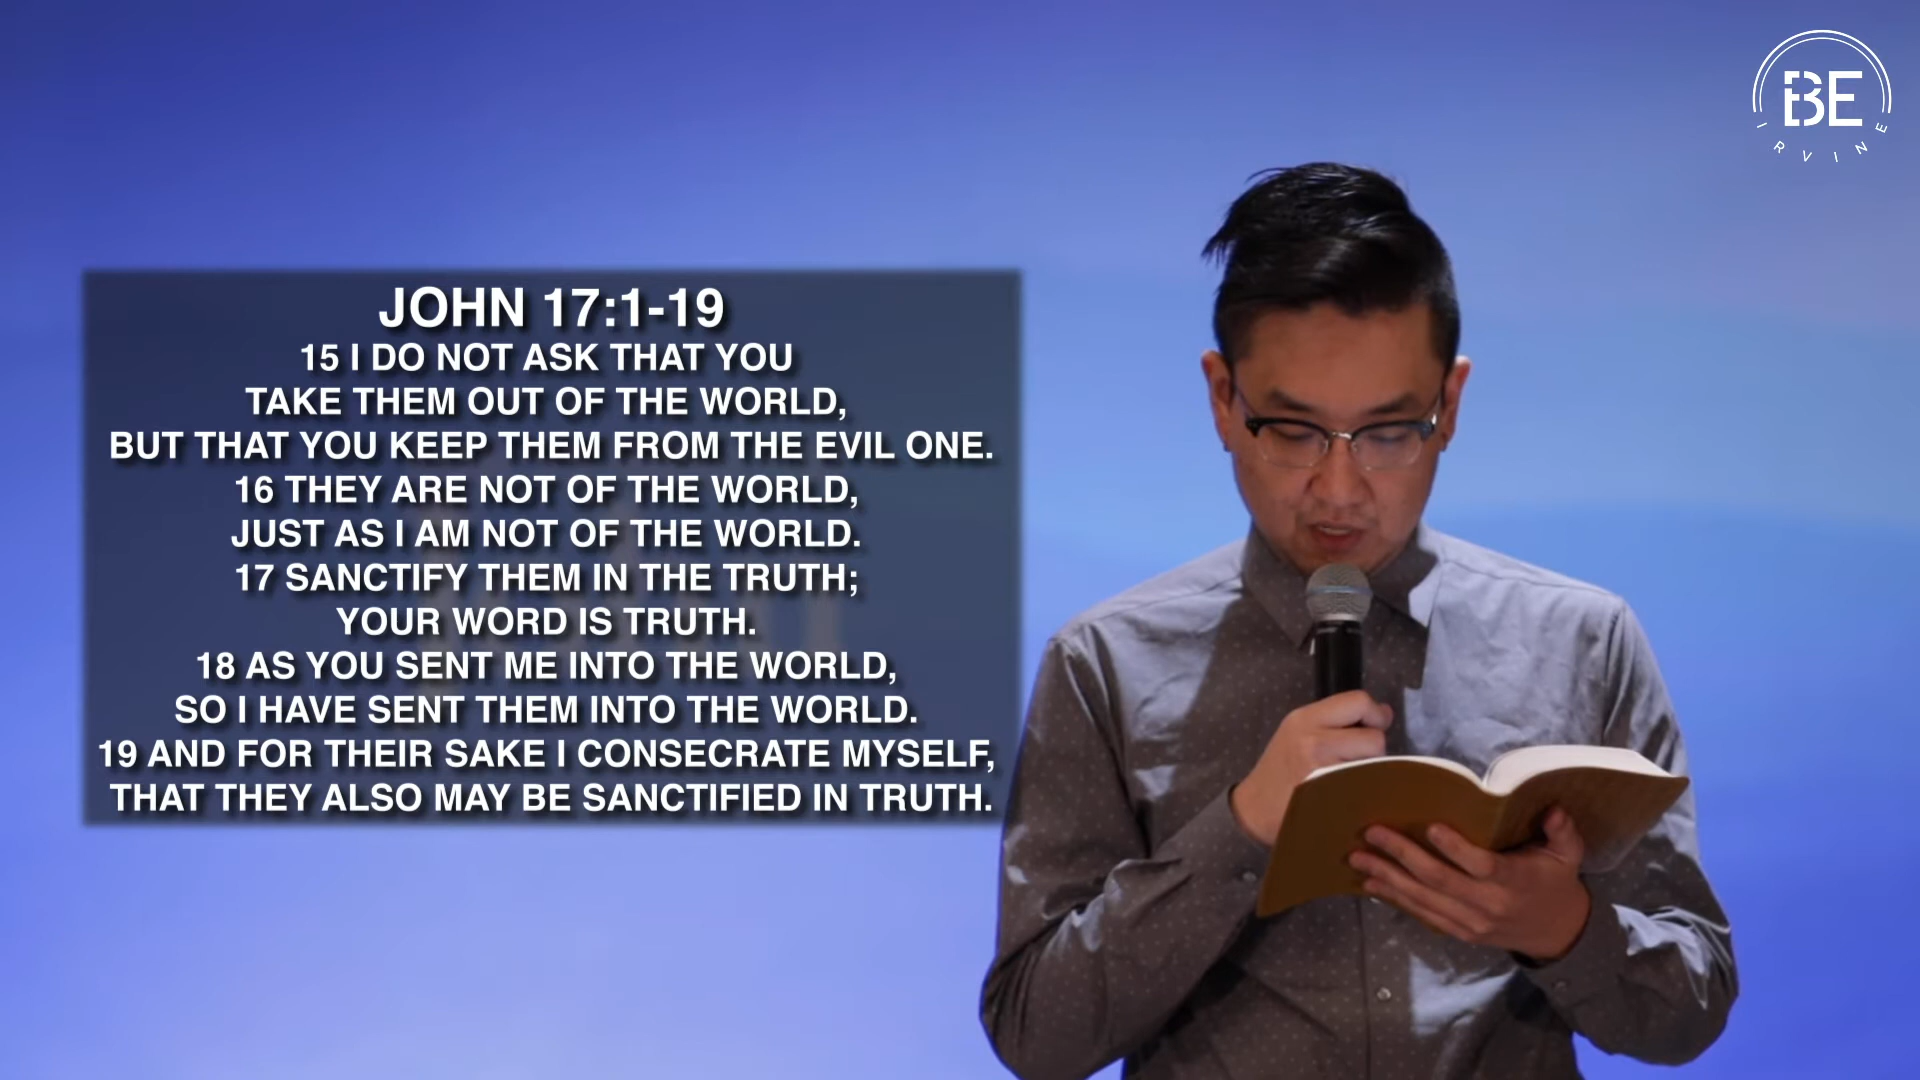 BE
IRVINE
JOHN 17:1-19
15 I DO NOT ASK THAT YOU
TAKE THEM OUT OF THE WORLD,
BUT THAT YOU KEEP THEM FROM THE EVIL ONE.
16 THEY ARE NOT OF THE WORLD,
JUST AS I AM NOT OF THE WORLD.
17 SANCTIFY THEM IN THE TRUTH;
YOUR WORD IS TRUTH.
18 AS YOU SENT ME INTO THE WORLD,
SO I HAVE SENT THEM INTO THE WORLD.
19 AND FOR THEIR SAKE I CONSECRATE MYSELF,
THAT THEY ALSO MAY BE SANCTIFIED IN TRUTH.